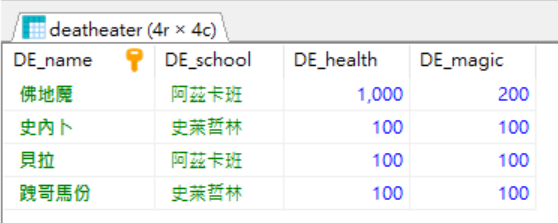 deatheater (4r × 4c)
DE_name DE_school DE_health DE_magic
佛地魔 阿茲卡班 1,000 200
史內卜 史萊哲林 100 100
貝拉 阿茲卡班 100 100
跩哥馬份 史萊哲林 100 100